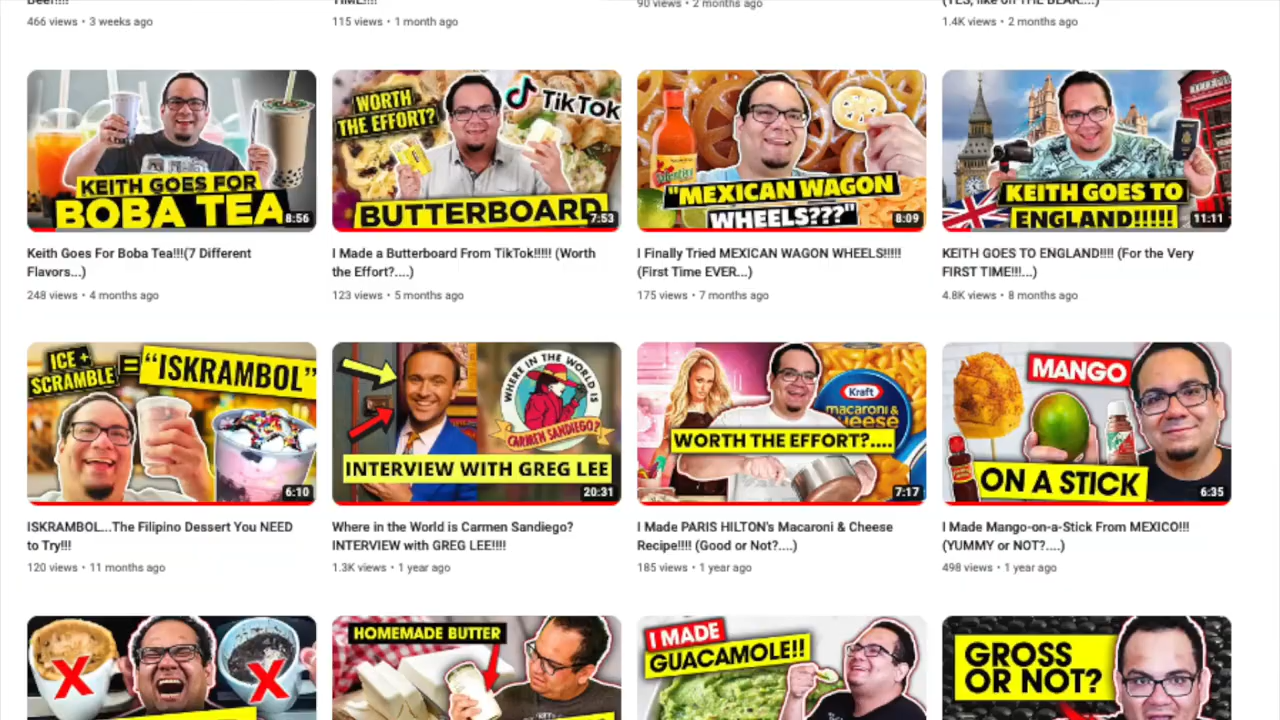 Beef!!!!
TIME!!!!
(YES, like on THE BEAR....)
466 views • 3 weeks ago
115 views • 1 month ago
90 views • 2 months ago
1.4K views • 2 months ago
KEITH GOES FOR
BOBA TEA
8:56
WORTH
THE EFFORT?
TikTok
BUTTERBOARD
7:53
"MEXICAN WAGON
WHEELS???"
8:09
KEITH GOES TO
ENGLAND!!!!!
11:11
Keith Goes For Boba Tea!!!(7 Different
Flavors...)
248 views • 4 months ago
I Made a Butterboard From TikTok!!!!! (Worth
the Effort?....)
123 views • 5 months ago
I Finally Tried MEXICAN WAGON WHEELS!!!!!
(First Time EVER...)
175 views • 7 months ago
KEITH GOES TO ENGLAND!!!! (For the Very
FIRST TIME!!!...)
4.8K views • 8 months ago
ICE +
SCRAMBLE
=
“ISKRAMBOL”
6:10
WHERE IN THE WORLD IS
CARMEN SANDIEGO?
INTERVIEW WITH GREG LEE
20:31
Kraft
macaroni &
cheese
WORTH THE EFFORT?....
7:17
MANGO
ON A STICK
6:35
ISKRAMBOL...The Filipino Dessert You NEED
to Try!!!
120 views • 11 months ago
Where in the World is Carmen Sandiego?
INTERVIEW with GREG LEE!!!!
1.3K views • 1 year ago
I Made PARIS HILTON's Macaroni & Cheese
Recipe!!!! (Good or Not?....)
185 views • 1 year ago
I Made Mango-on-a-Stick From MEXICO!!!
(YUMMY or NOT?....)
498 views • 1 year ago
X
X
HOMEMADE BUTTER
I MADE
GUACAMOLE!!
GROSS
OR NOT?